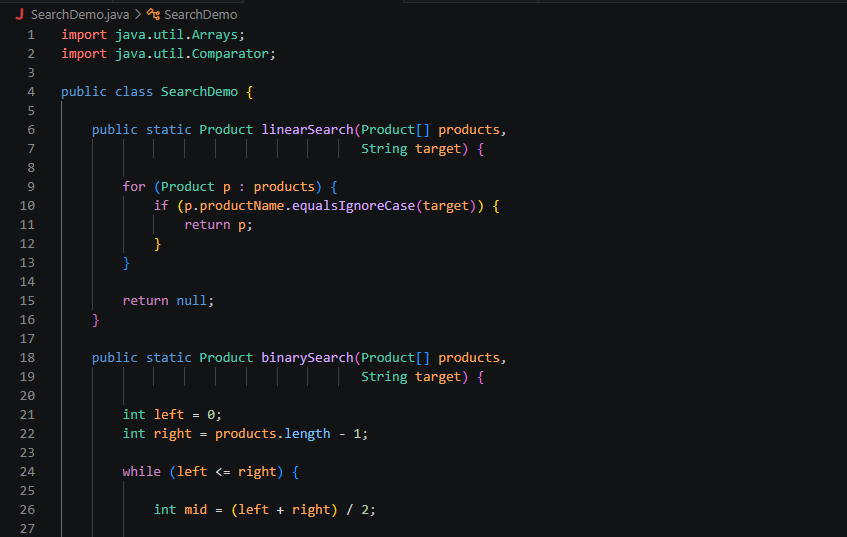 J SearchDemo.java > SearchDemo
1 import java.util.Arrays;
2 import java.util.Comparator;
3
4 public class SearchDemo {
5
6     public static Product linearSearch(Product[] products,
7                                        String target) {
8
9         for (Product p : products) {
10             if (p.productName.equalsIgnoreCase(target)) {
11                 return p;
12             }
13         }
14
15         return null;
16     }
17
18     public static Product binarySearch(Product[] products,
19                                        String target) {
20
21         int left = 0;
22         int right = products.length - 1;
23
24         while (left <= right) {
25
26             int mid = (left + right) / 2;
27